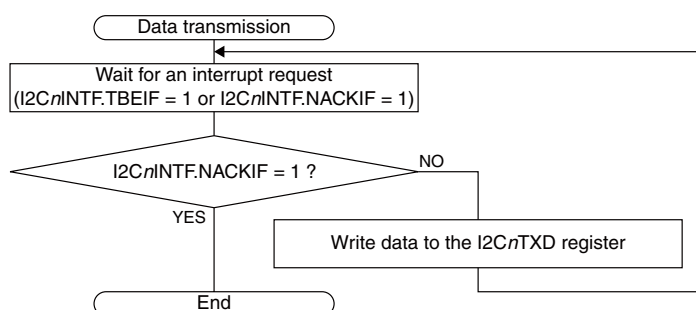 Data transmission
Wait for an interrupt request
(I2CnINTF.TBEIF = 1 or I2CnINTF.NACKIF = 1)
I2CnINTF.NACKIF = 1 ?
NO
YES
Write data to the I2CnTXD register
End